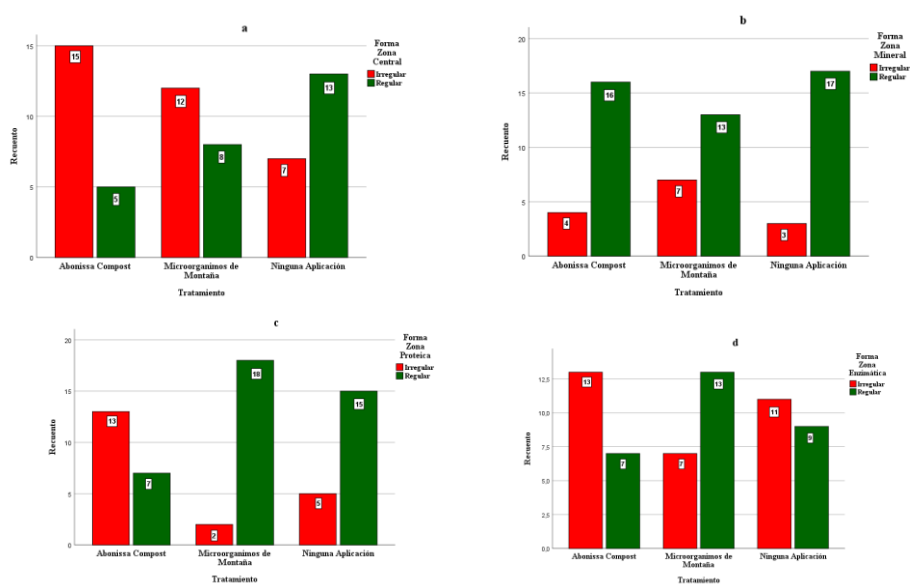 a
Forma
Zona
Central
Irregular
Regular
Recuento
15
10
5
0
15
5
12
8
7
13
Abonissa Compost
Microorganimos de
Montaña
Ninguna Aplicación
Tratamiento
b
Forma
Zona
Mineral
Irregular
Regular
Recuento
20
15
10
5
0
4
16
7
13
3
17
Abonissa Compost
Microorganimos de
Montaña
Ninguna Aplicación
Tratamiento
c
Forma
Zona
Proteica
Irregular
Regular
Recuento
20
15
10
5
0
13
7
2
18
5
15
Abonissa Compost
Microorganimos de
Montaña
Ninguna Aplicación
Tratamiento
d
Forma
Zona
Enzimática
Irregular
Regular
Recuento
12,5
10,0
7,5
5,0
2,5
0,0
13
7
7
13
11
9
Abonissa Compost
Microorganimos de
Montaña
Ninguna Aplicación
Tratamiento